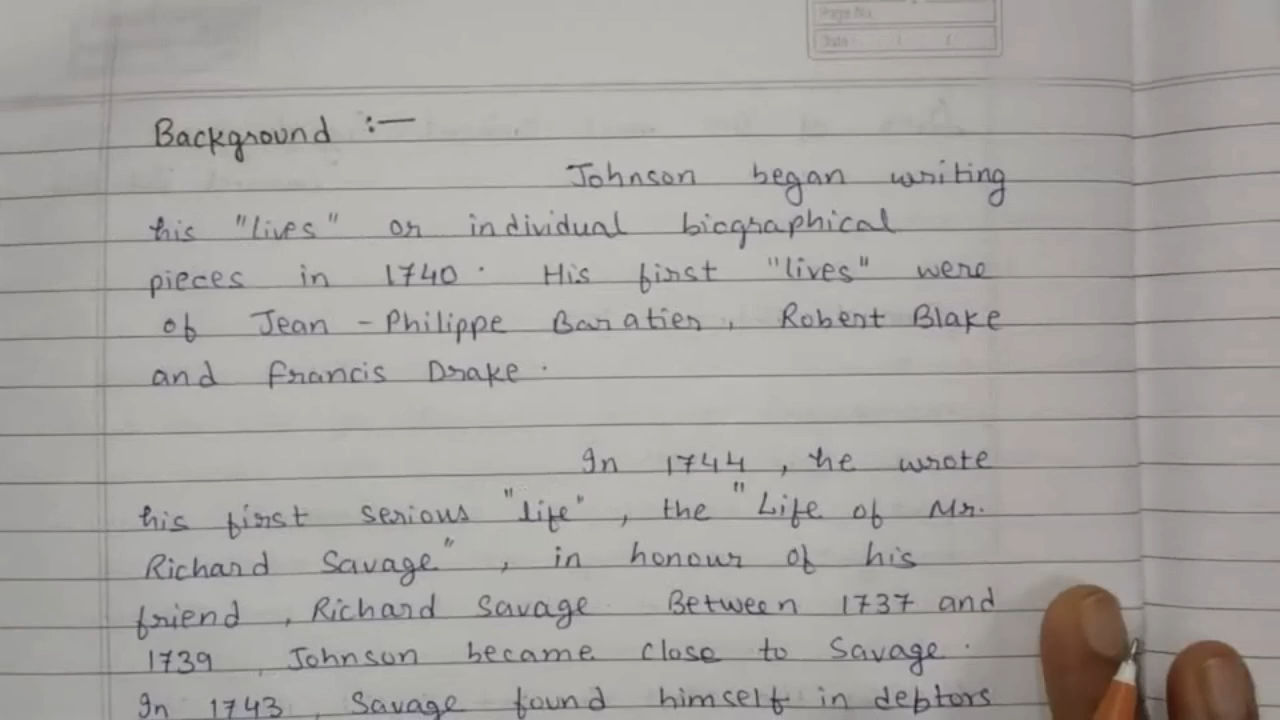 Page No.
Date
Background :—
Johnson began writing
his "lives" or individual biographical
pieces in 1740. His first "lives" were
of Jean-Philippe Baratier, Robert Blake
and Francis Drake.
In 1744, he wrote
his first serious "life", the "Life of Mr.
Richard Savage", in honour of his
friend, Richard Savage. Between 1737 and
1739, Johnson became close to Savage.
In 1743, Savage found himself in debtors